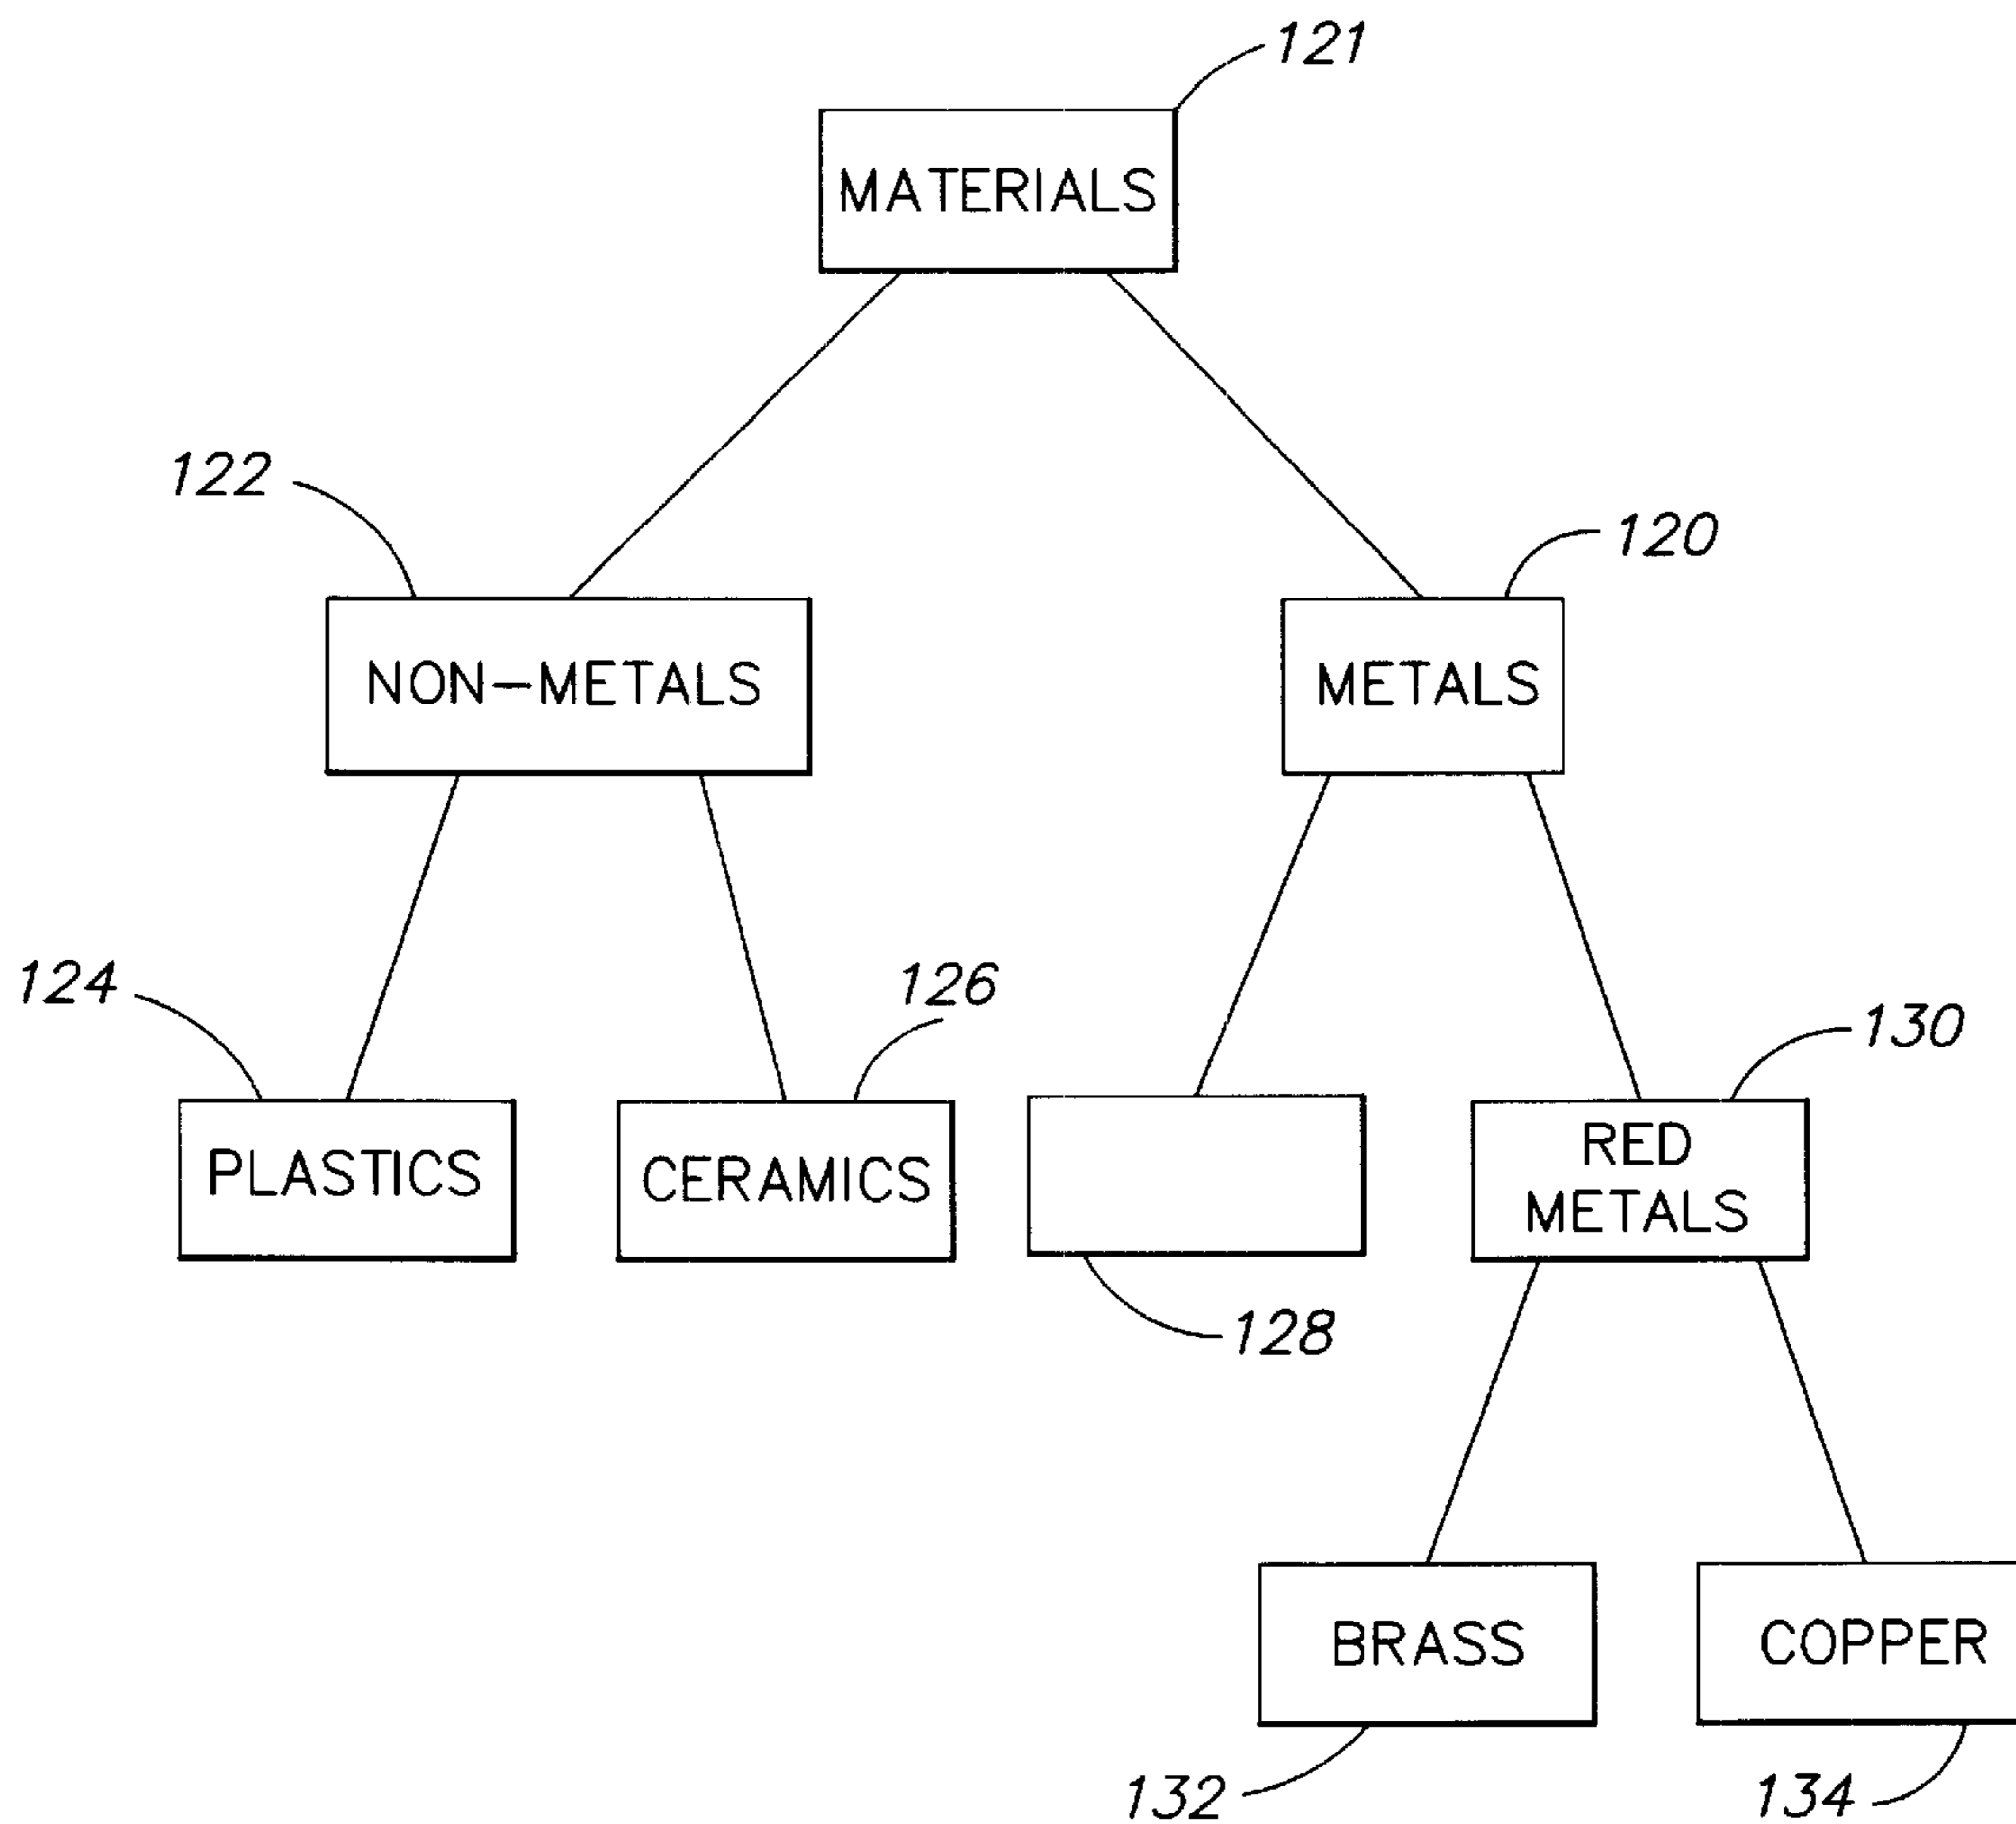 121
MATERIALS
122
120
NON-METALS
METALS
124
126
130
PLASTICS
CERAMICS
RED
METALS
128
BRASS
COPPER
132
134